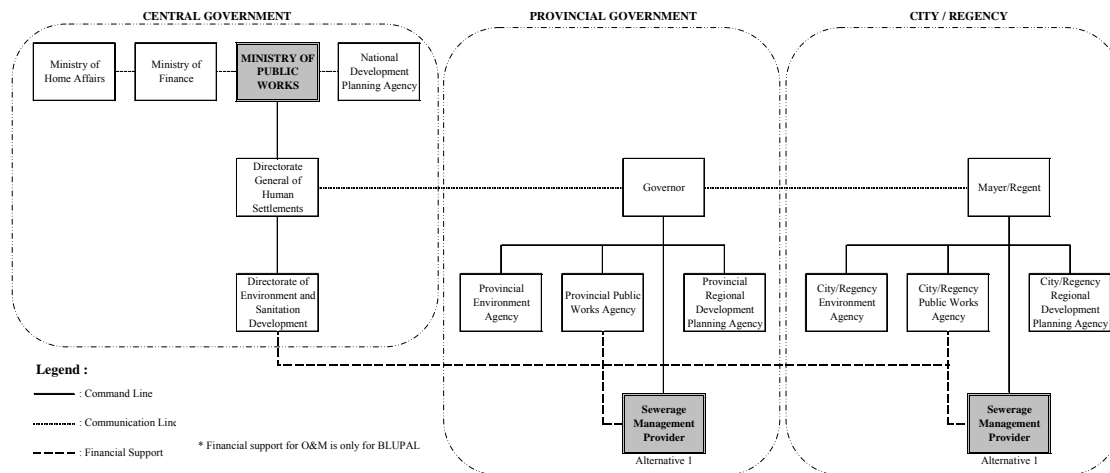 CENTRAL GOVERNMENT
PROVINCIAL GOVERNMENT
CITY / REGENCY
Ministry of
Home Affairs
Ministry of
Finance
MINISTRY OF
PUBLIC
WORKS
National
Development
Planning Agency
Directorate
General of
Human
Settlements
Governor
Mayer/Regent
Directorate of
Environment and
Sanitation
Development
Provincial
Environment
Agency
Provincial Public
Works Agency
Provincial
Regional
Development
Planning Agency
City/Regency
Environment
Agency
City/Regency
Public Works
Agency
City/Regency
Regional
Development
Planning Agency
Legend :
: Command Line
: Communication Line
: Financial Support
* Financial support for O&M is only for BLUPAL
Sewerage
Management
Provider
Alternative 1
Sewerage
Management
Provider
Alternative 1